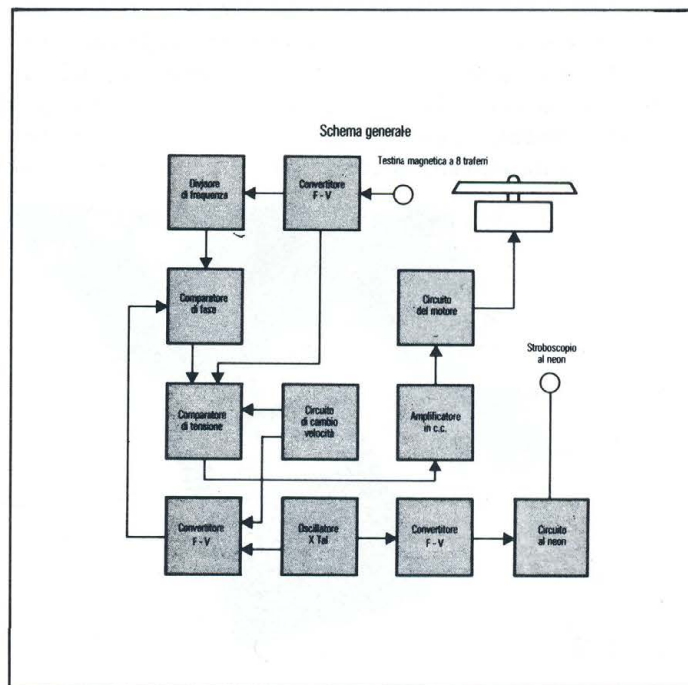 Schema generale
Testina magnetica a 8 traferri
Divisore
di frequenza
Convertitore
F - V
Comparatore
di fase
Circuito
del motore
Stroboscopio
al neon
Comparatore
di tensione
Circuito
di cambio
velocità
Amplificatore
in c.c.
Convertitore
F - V
Oscillatore
X Tal
Convertitore
F - V
Circuito
al neon